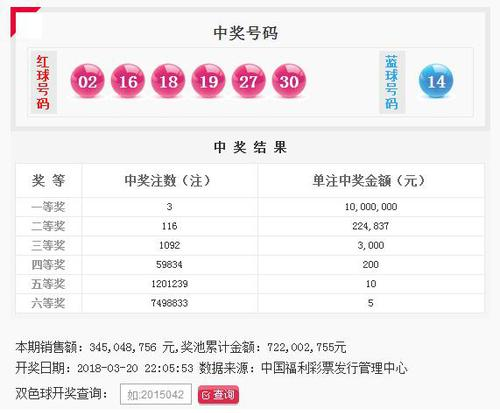 中奖号码
红球号码 02 16 18 19 27 30 蓝球号码 14
中 奖 结 果
奖 等 中奖注数（注） 单注中奖金额（元）
一等奖 3 10,000,000
二等奖 116 224,837
三等奖 1092 3,000
四等奖 59834 200
五等奖 1201239 10
六等奖 7498833 5
本期销售额：345,048,756 元,奖池累计金额：722,002,755元
开奖日期：2018-03-20 22:05:53 数据来源：中国福利彩票发行管理中心
双色球开奖查询： 如:2015042 查询